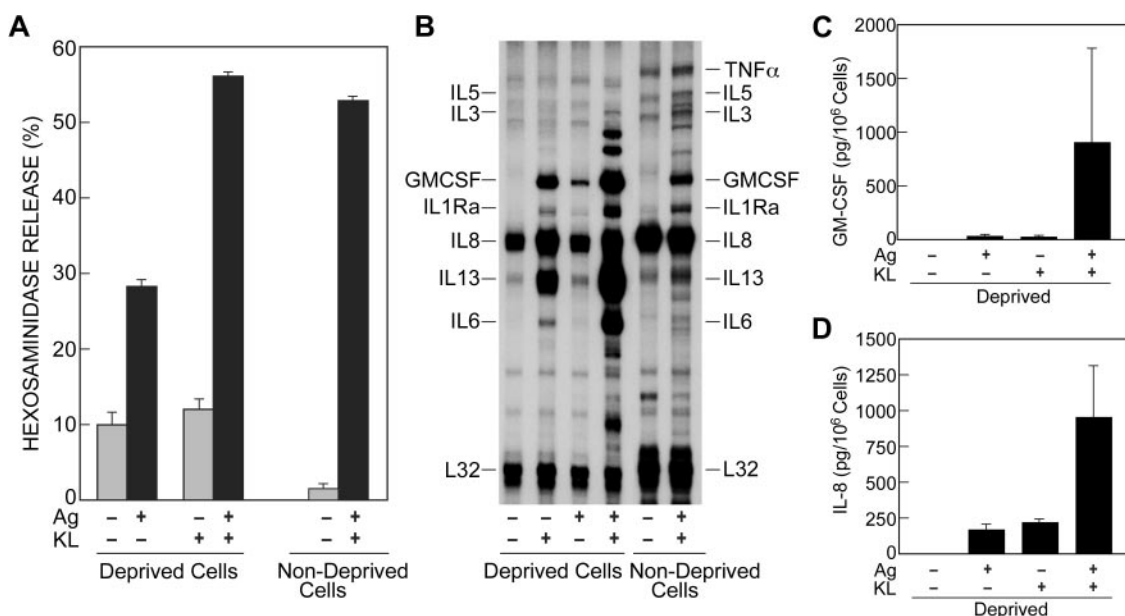 A
HEXOSAMINIDASE RELEASE (%)
60
50
40
30
20
10
0
Ag – + – + – +
KL – – + + – +
Deprived Cells
Non-Deprived
Cells
B
TNFα
IL5 IL5
IL3 IL3
GMCSF GMCSF
IL1Ra IL1Ra
IL8 IL8
IL13 IL13
IL6 IL6
L32 L32
– – + + – +
– + – + – +
Deprived Cells
Non-Deprived
Cells
C
GM-CSF (pg/10⁶ Cells)
2000
1500
1000
500
0
Ag – + – +
KL – – + +
Deprived
D
IL-8 (pg/10⁶ Cells)
1500
1250
1000
750
500
250
0
Ag – + – +
KL – – + +
Deprived